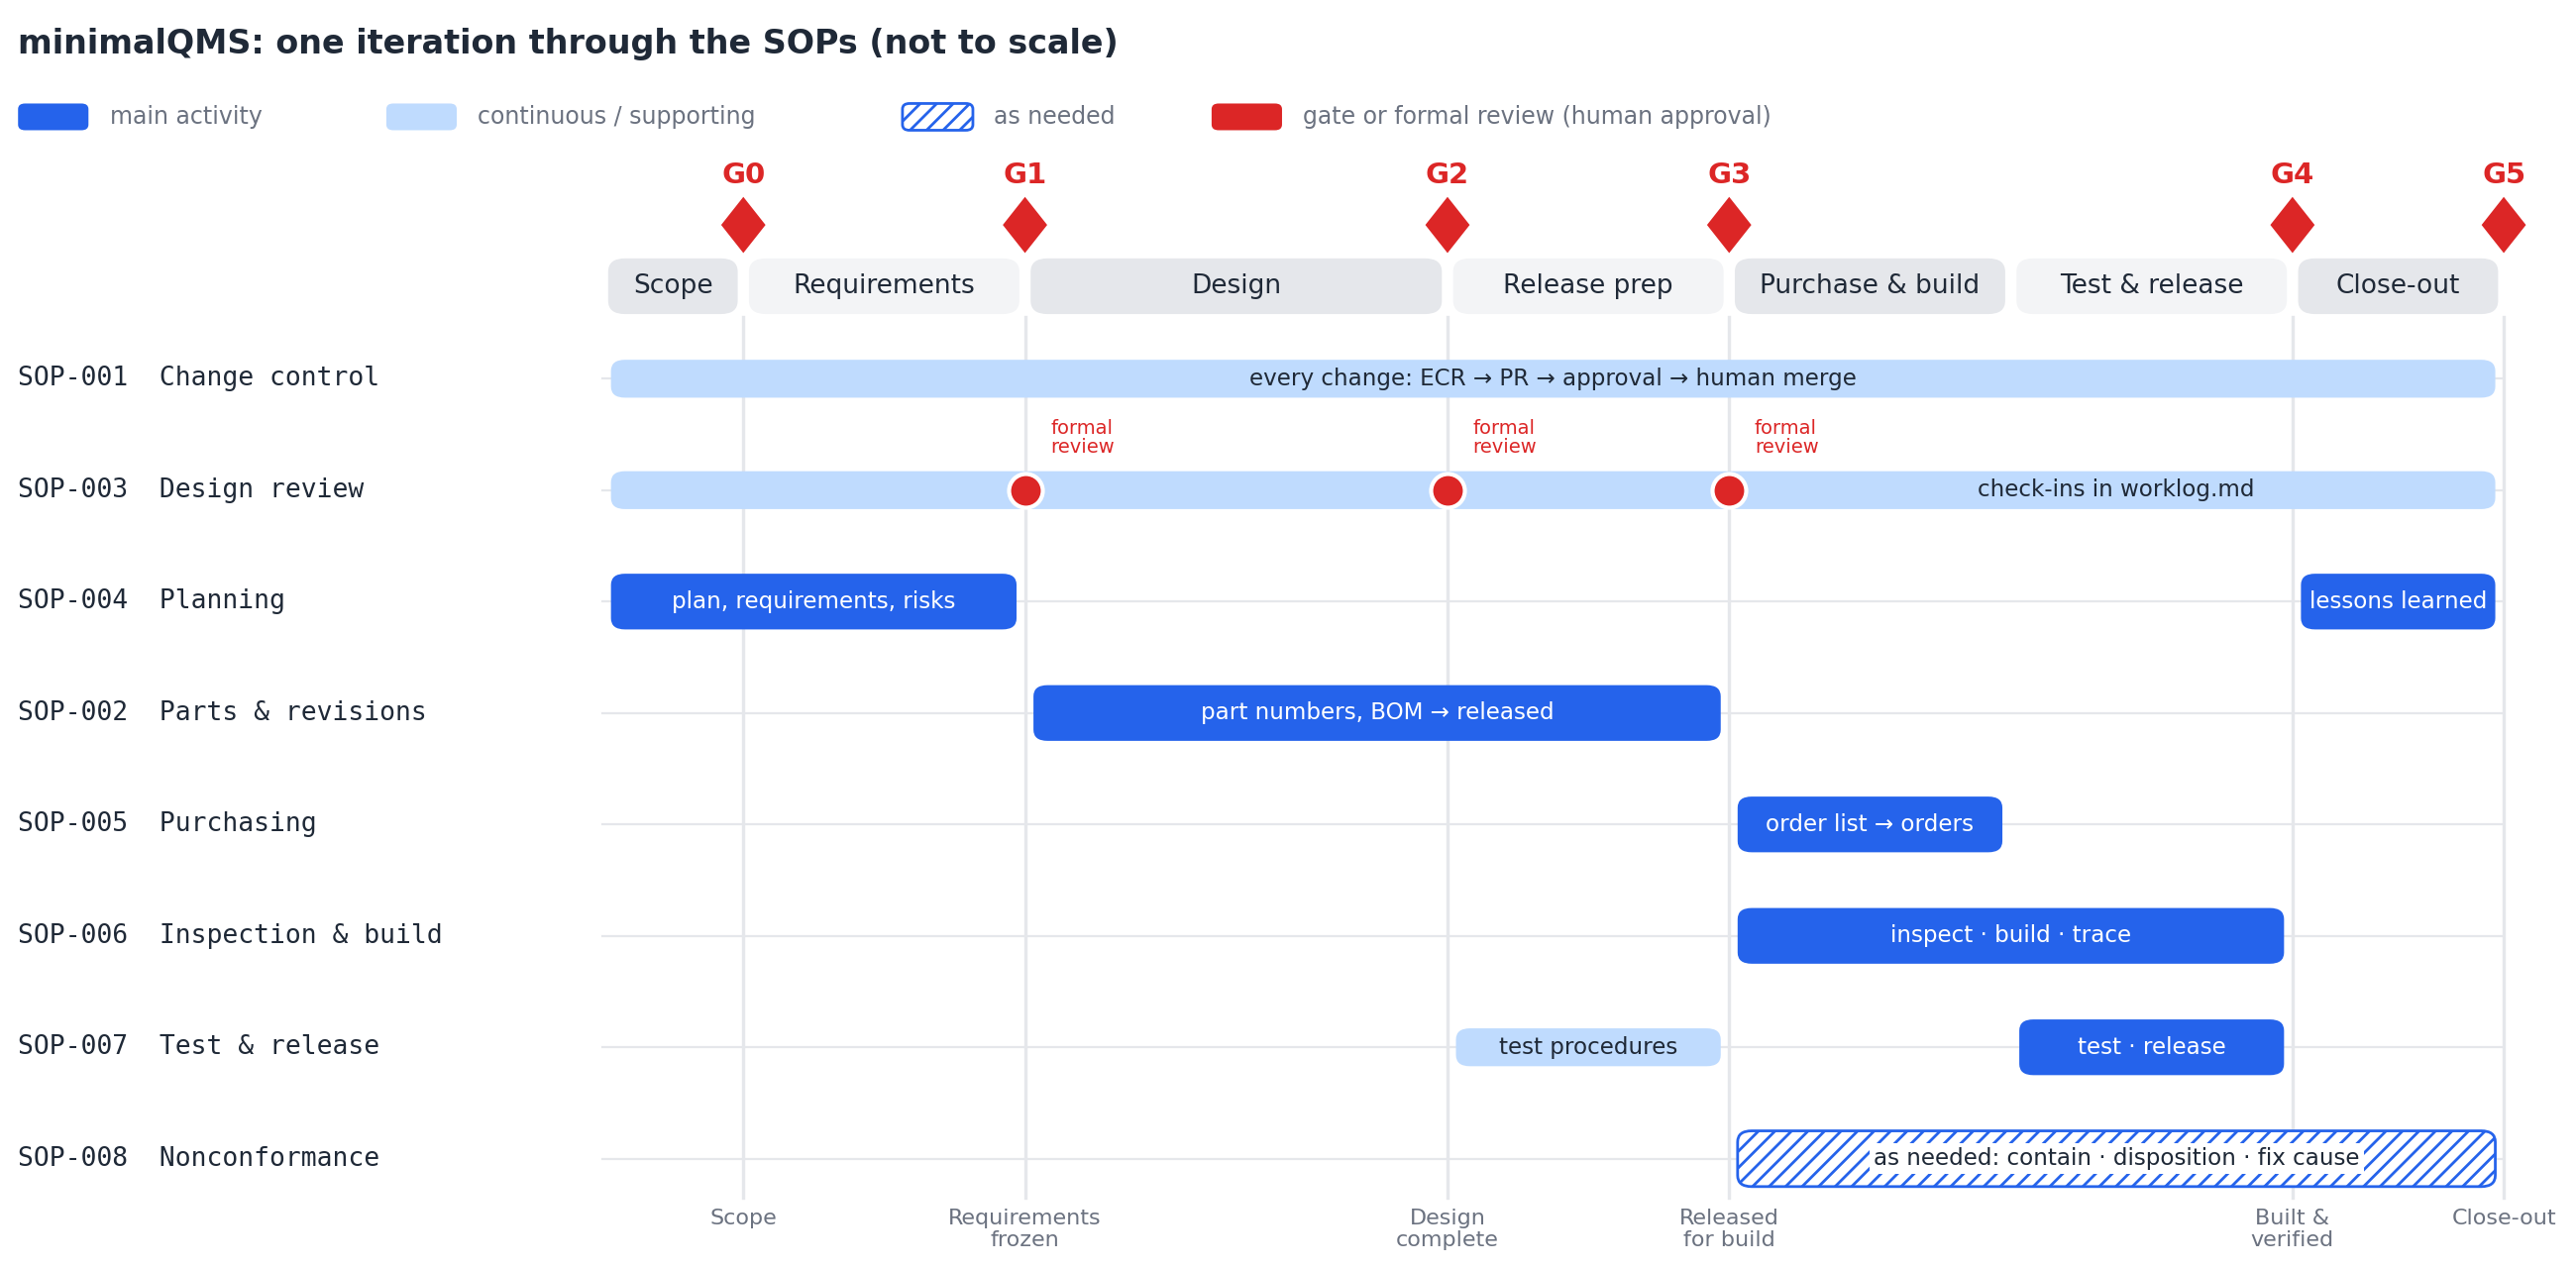 minimalQMS: one iteration through the SOPs (not to scale)
main activity
continuous / supporting
as needed
gate or formal review (human approval)
G0
G1
G2
G3
G4
G5
Scope
Requirements
Design
Release prep
Purchase & build
Test & release
Close-out
SOP-001 Change control
every change: ECR → PR → approval → human merge
formal
review
formal
review
formal
review
SOP-003 Design review
check-ins in worklog.md
SOP-004 Planning
plan, requirements, risks
lessons learned
SOP-002 Parts & revisions
part numbers, BOM → released
SOP-005 Purchasing
order list → orders
SOP-006 Inspection & build
inspect · build · trace
SOP-007 Test & release
test procedures
test · release
SOP-008 Nonconformance
as needed: contain · disposition · fix cause
Scope
Requirements
frozen
Design
complete
Released
for build
Built &
verified
Close-out